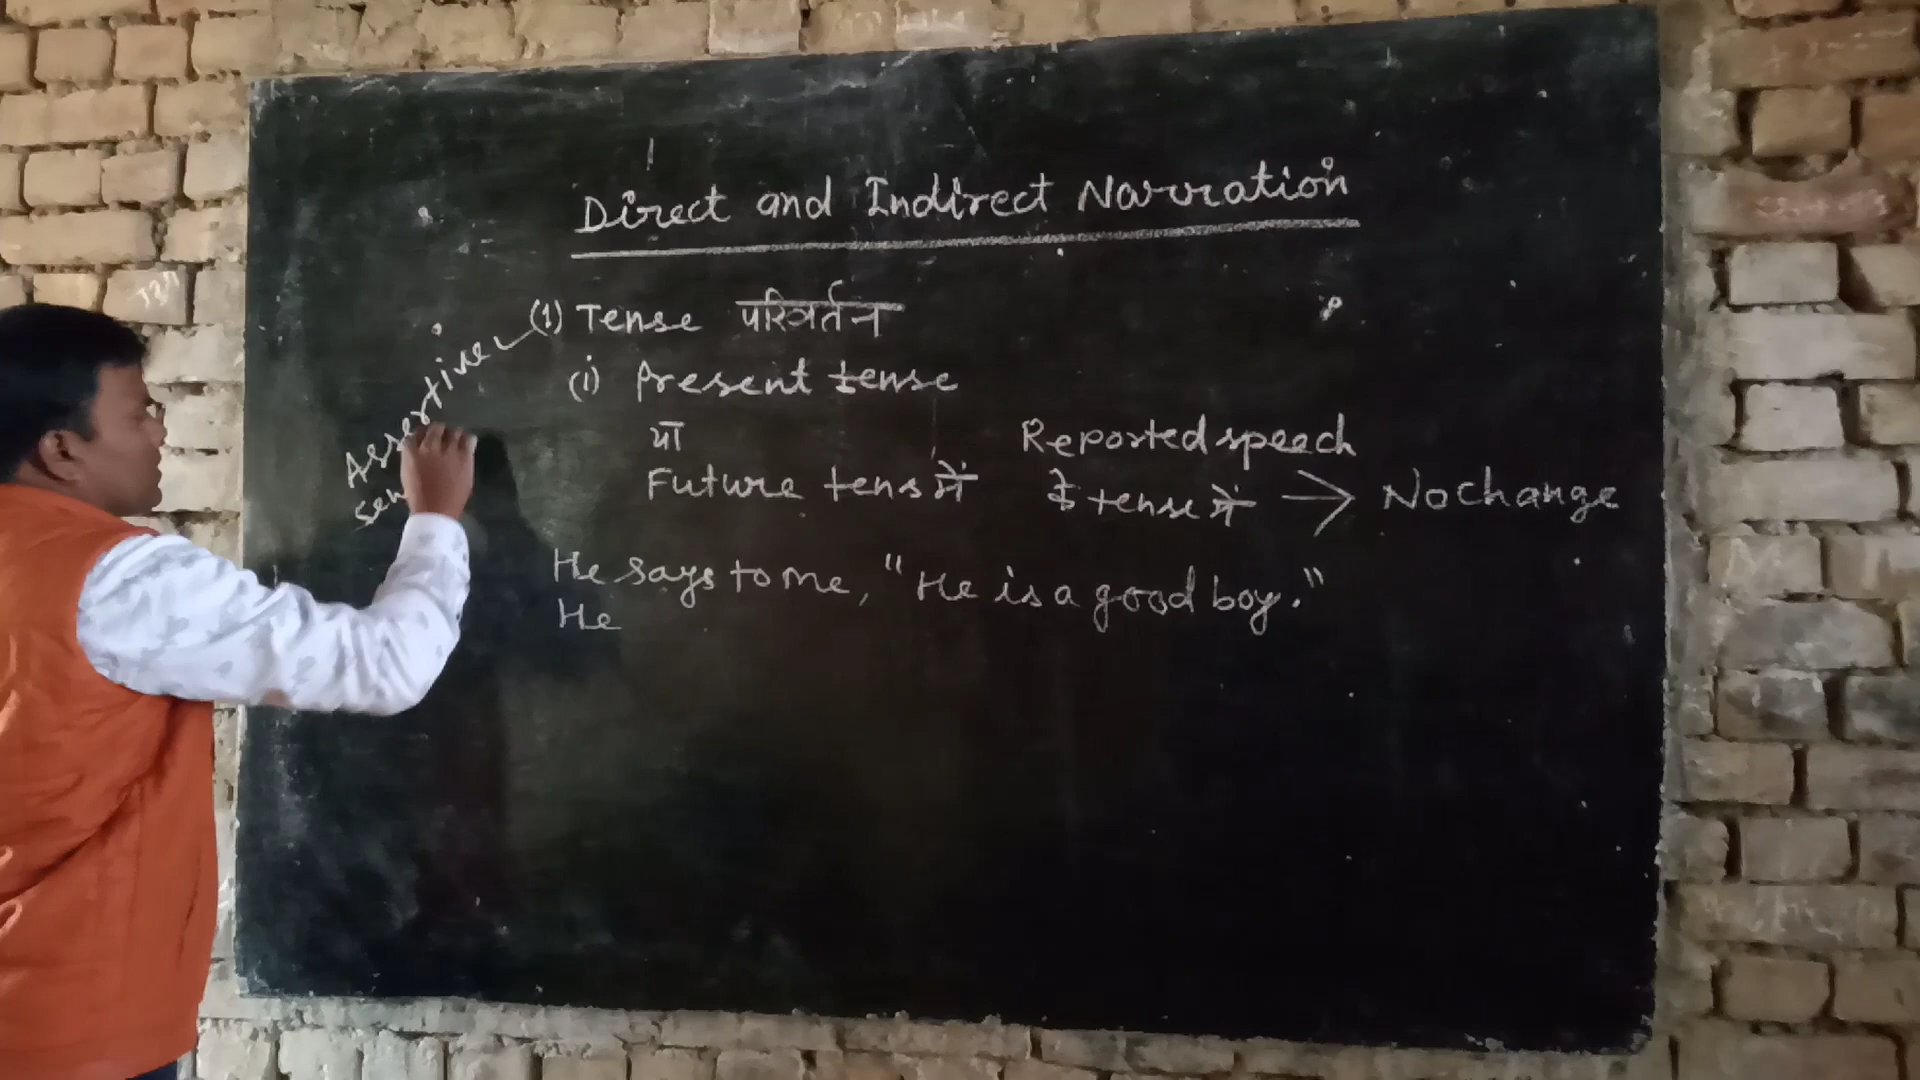 Direct and Indirect Narration
(1) Tense परिवर्तन
Assertive
(i) Present tense
या
Future tens में
Reported speech
के tense में → No change
He says to me, "He is a good boy."
He